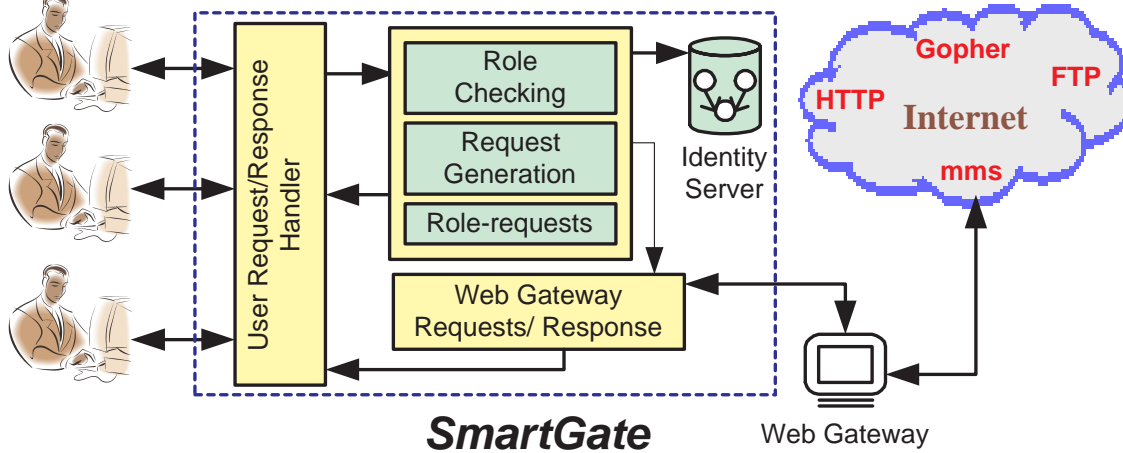 User Request/Response
Handler
Role
Checking
Request
Generation
Role-requests
Identity
Server
Web Gateway
Requests/ Response
Gopher
FTP
HTTP
Internet
mms
SmartGate
Web Gateway